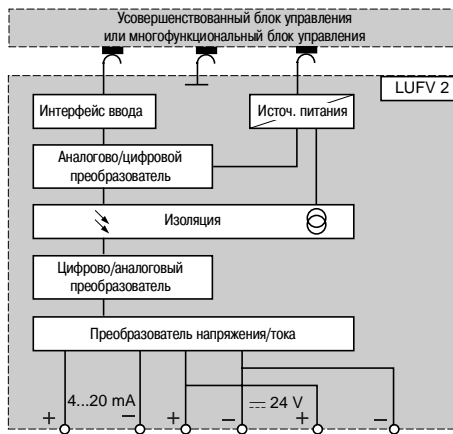 Усовершенствованный блок управления
или многофункциональный блок управления
LUFV 2
Интерфейс ввода
Источ. питания
Аналогово/цифровой
преобразователь
Изоляция
Цифрово/аналоговый
преобразователь
Преобразователь напряжения/тока
4...20 mA
24 V
+ – + – + –